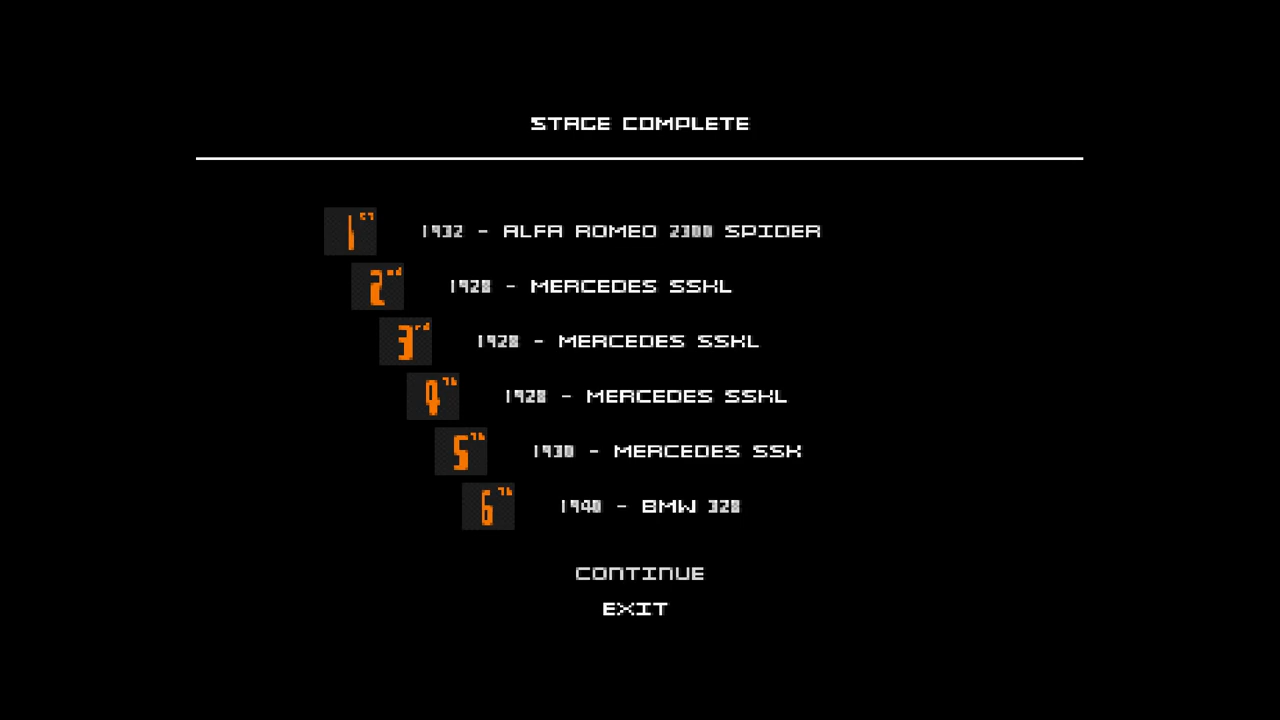 STAGE COMPLETE
1st 1932 - ALFA ROMEO 2300 SPIDER
2nd 1928 - MERCEDES SSKL
3rd 1928 - MERCEDES SSKL
4th 1928 - MERCEDES SSKL
5th 1930 - MERCEDES SSK
6th 1940 - BMW 328
CONTINUE
EXIT